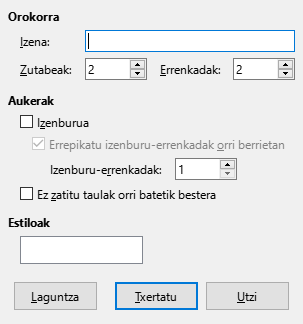 Orokorra
Izena:
Zutabeak: 2 Errenkadak: 2
Aukerak
Izenburua
Errepikatu izenburu-errenkadak orri berrietan
Izenburu-errenkadak: 1
Ez zatitu taulak orri batetik bestera
Estiloak
Laguntza Txertatu Utzi